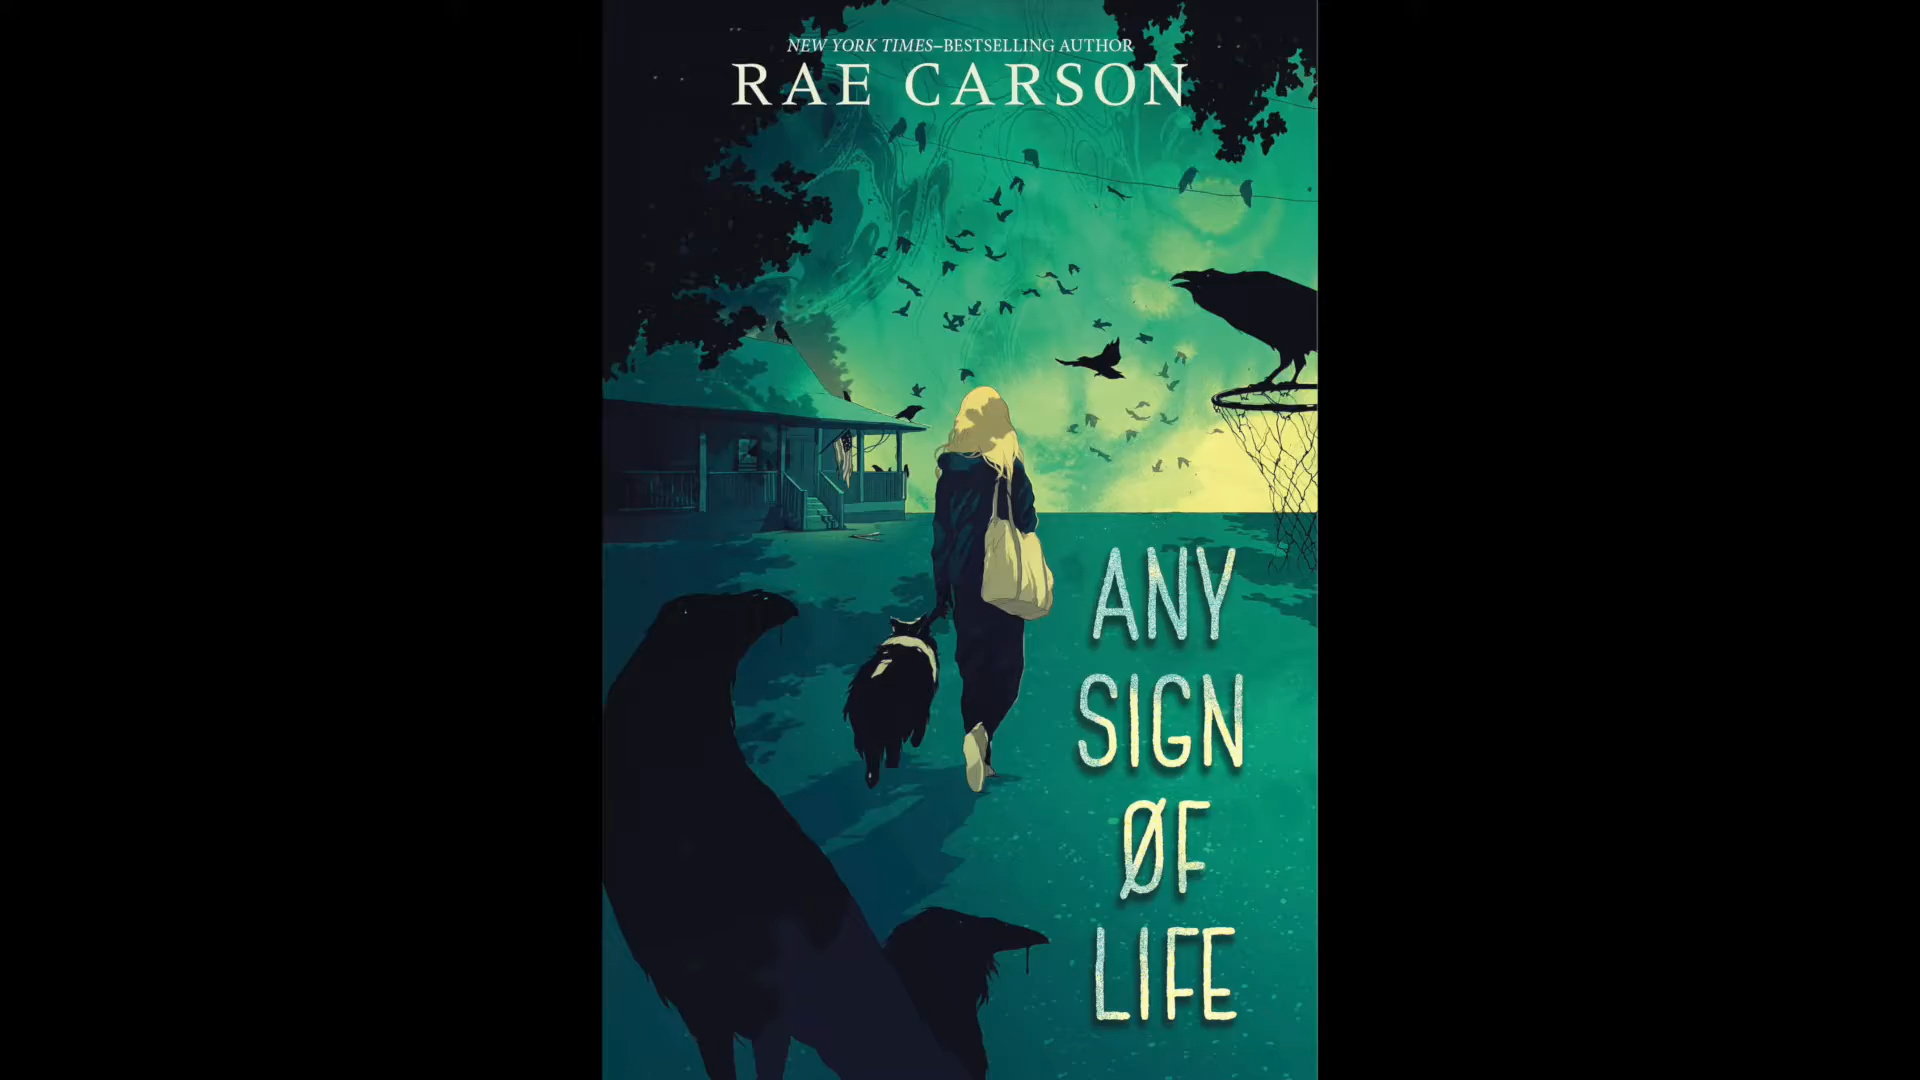 NEW YORK TIMES–BESTSELLING AUTHOR
RAE CARSON
ANY
SIGN
ØF
LIFE